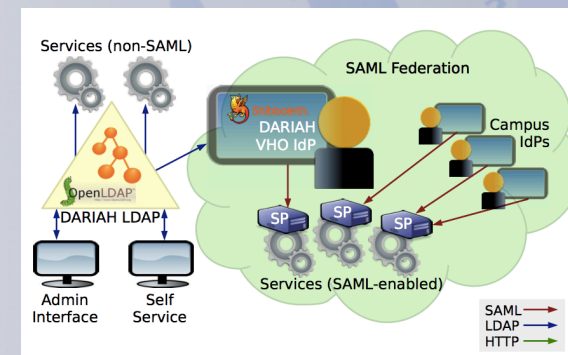 Services (non-SAML)
SAML Federation
Shibboleth
DARIAH
VHO IdP
Campus
IdPs
OpenLDAP
DARIAH LDAP
SP
SP
SP
Services (SAML-enabled)
Admin
Interface
Self
Service
SAML
LDAP
HTTP